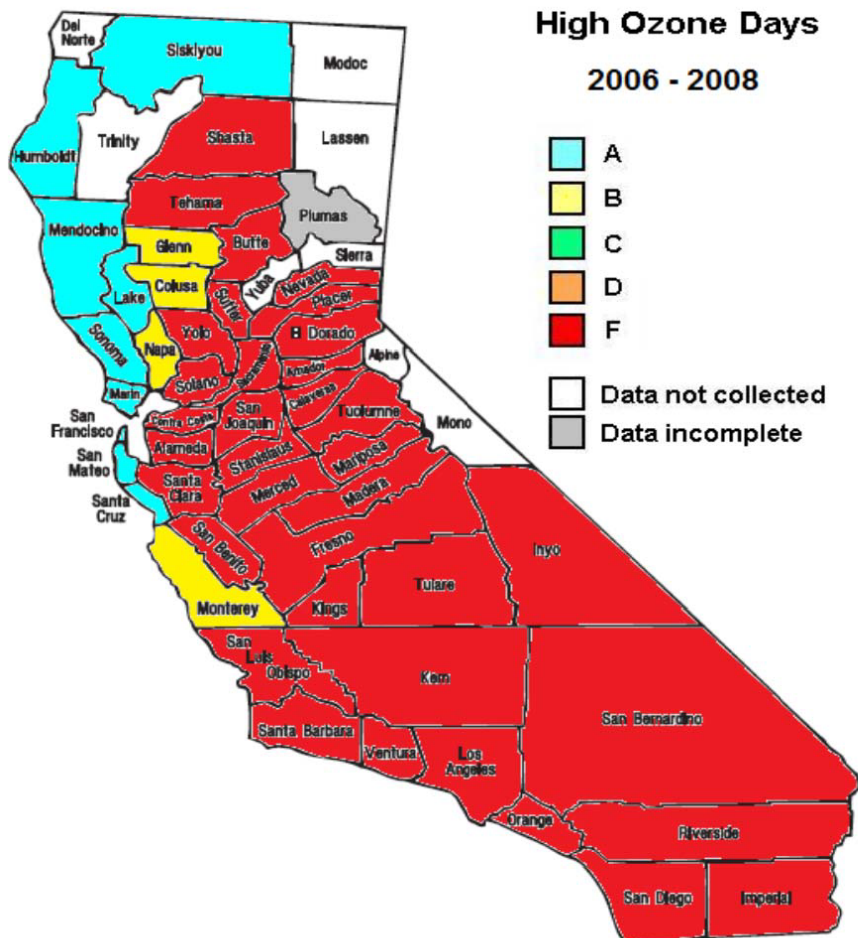 High Ozone Days
2006 - 2008
A
B
C
D
F
Data not collected
Data incomplete
Del
Norte
Siskiyou
Modoc
Humboldt
Trinity
Shasta
Lassen
Tehama
Plumas
Mendocino
Glenn
Butte
Sierra
Lake
Colusa
Sutter
Yuba
Nevada
Placer
Sonoma
Napa
Yolo
El Dorado
Sacramento
Alpine
Amador
Marin
Solano
Calaveras
Tuolumne
Mono
San
Francisco
Contra Costa
San
Joaquin
Alameda
San
Mateo
Stanislaus
Mariposa
Santa
Clara
Merced
Madera
Santa
Cruz
San Benito
Fresno
Inyo
Monterey
Kings
Tulare
San
Luis
Obispo
Kern
San Bernardino
Santa Barbara
Ventura
Los
Angeles
Orange
Riverside
San Diego
Imperial